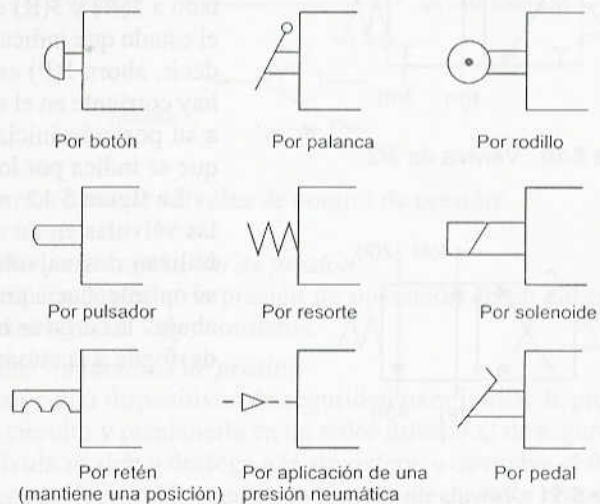 Por botón
Por palanca
Por rodillo
Por pulsador
Por resorte
Por solenoide
Por retén
(mantiene una posición)
Por aplicación de una
presión neumática
Por pedal